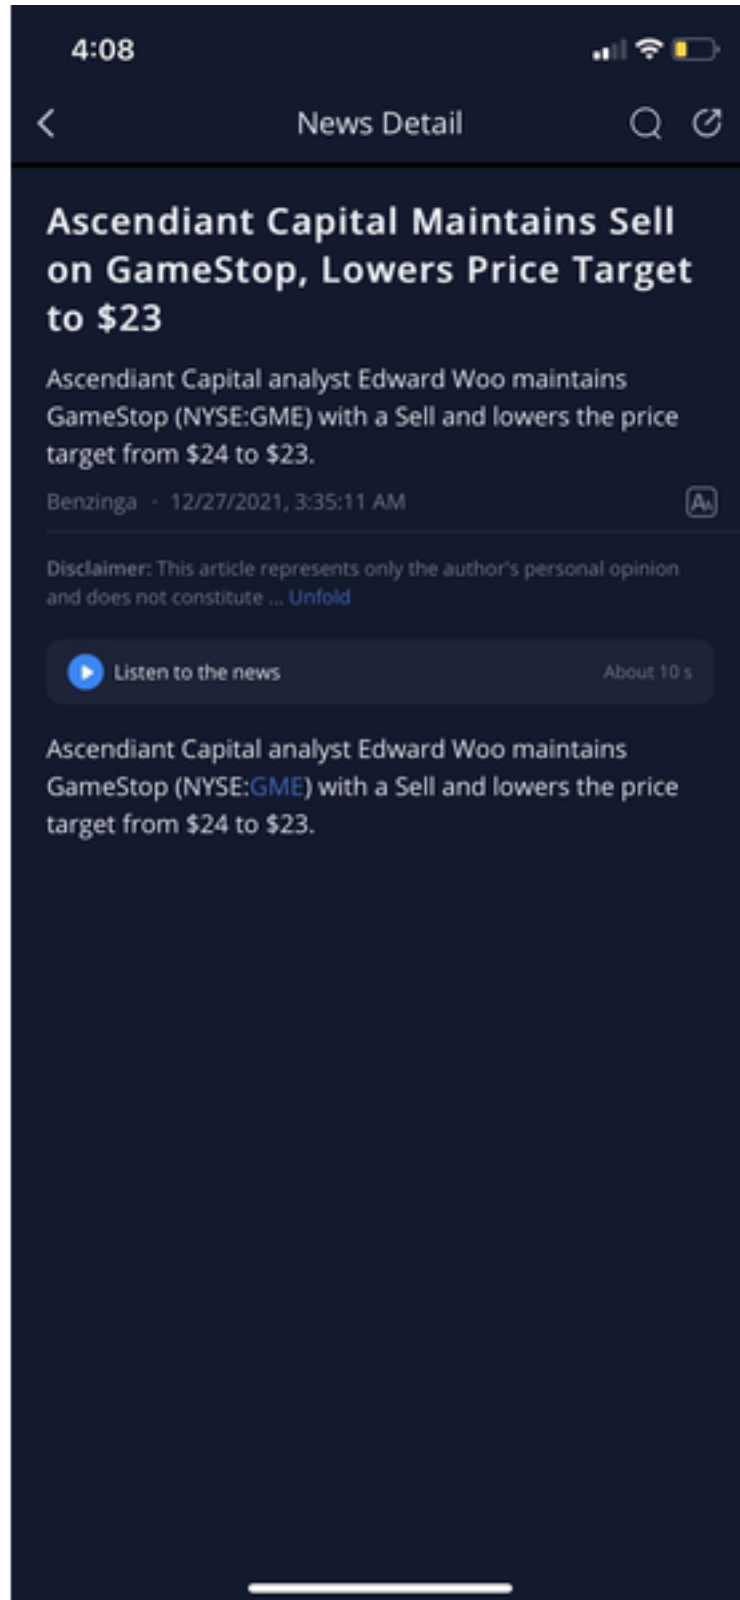 4:08
News Detail
Ascendiant Capital Maintains Sell
on GameStop, Lowers Price Target
to $23
Ascendiant Capital analyst Edward Woo maintains
GameStop (NYSE:GME) with a Sell and lowers the price
target from $24 to $23.
Benzinga · 12/27/2021, 3:35:11 AM
AA
Disclaimer: This article represents only the author's personal opinion
and does not constitute ... Unfold
Listen to the news About 10 s
Ascendiant Capital analyst Edward Woo maintains
GameStop (NYSE:GME) with a Sell and lowers the price
target from $24 to $23.